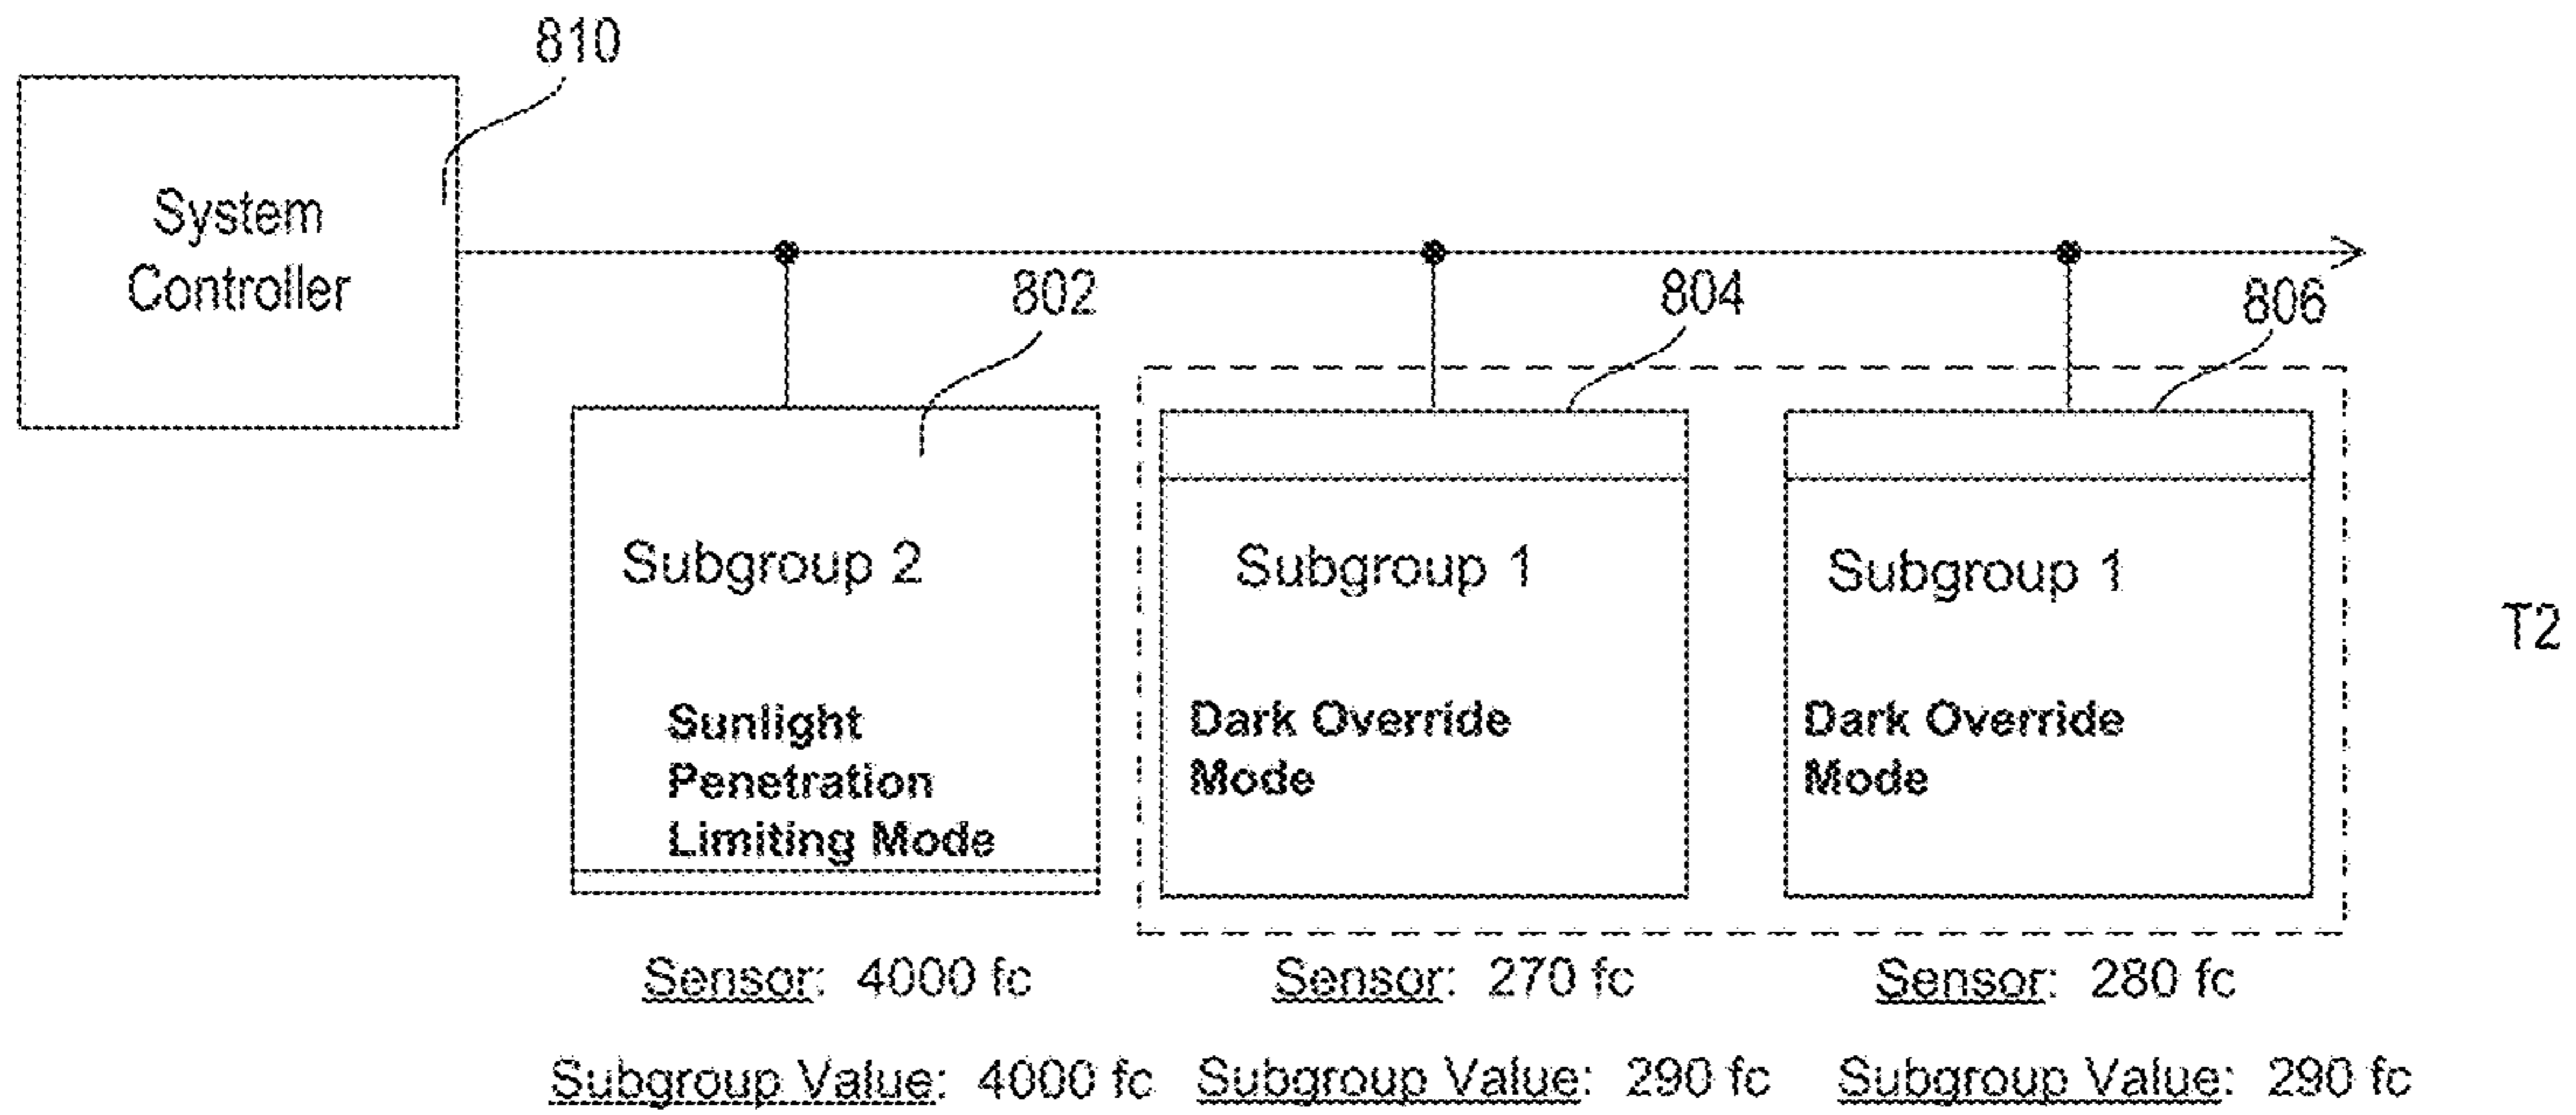 810
System
Controller
802
804
806
Subgroup 2
Subgroup 1
Subgroup 1
T2
Sunlight
Penetration
Limiting Mode
Dark Override
Mode
Dark Override
Mode
Sensor: 4000 fc
Sensor: 270 fc
Sensor: 280 fc
Subgroup Value: 4000 fc
Subgroup Value: 290 fc
Subgroup Value: 290 fc